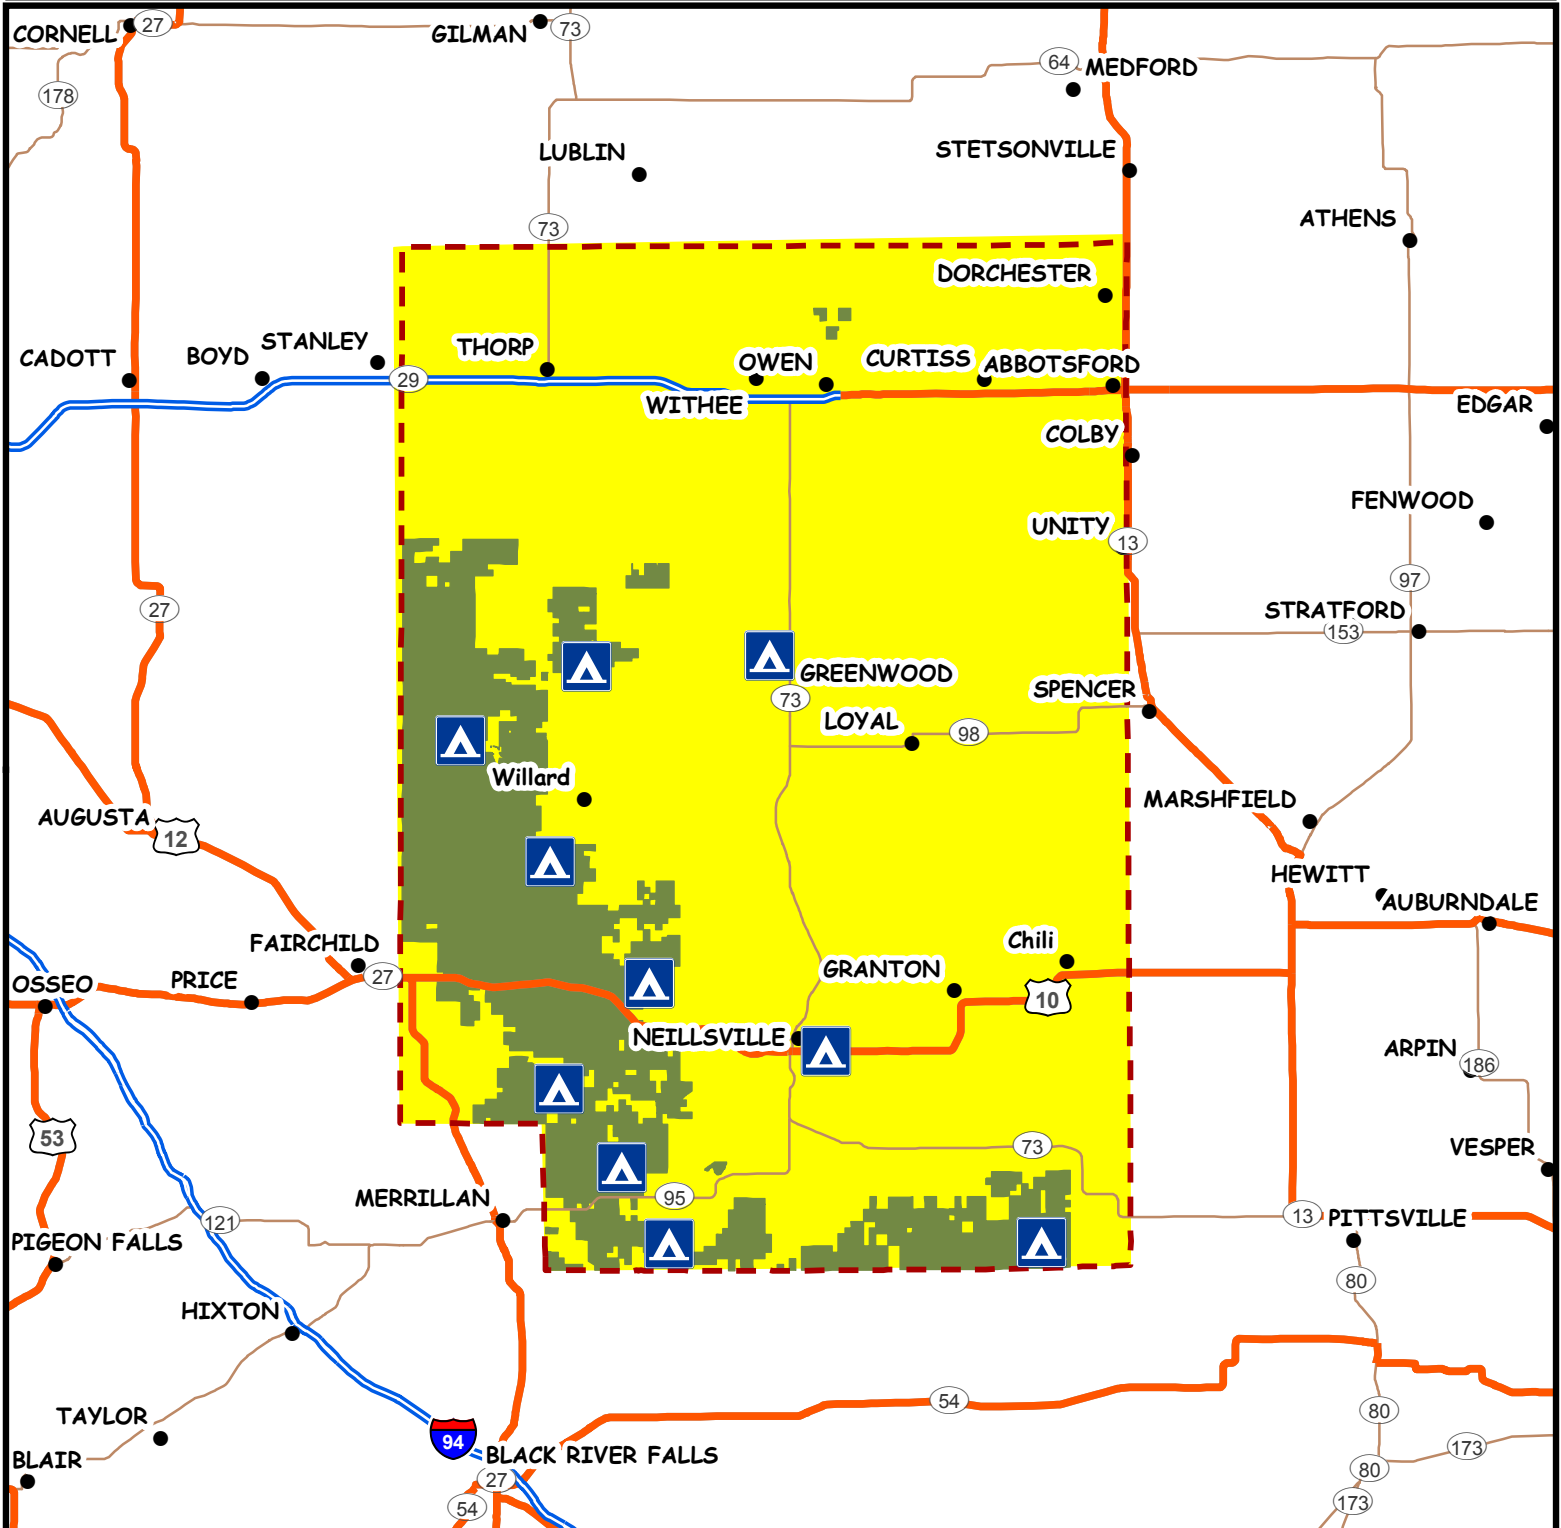 CORNELL
27
GILMAN
73
64
MEDFORD
178
LUBLIN
STETSONVILLE
ATHENS
73
DORCHESTER
CADOTT
BOYD
STANLEY
THORP
OWEN
CURTISS
ABBOTSFORD
29
WITHEE
EDGAR
COLBY
FENWOOD
UNITY
13
97
27
STRATFORD
153
GREENWOOD
73
SPENCER
LOYAL
98
Willard
MARSHFIELD
AUGUSTA
12
HEWITT
AUBURNDALE
FAIRCHILD
Chili
27
OSSEO
PRICE
GRANTON
10
NEILLSVILLE
ARPIN
186
53
73
VESPER
MERRILLAN
95
121
13
PITTSVILLE
PIGEON FALLS
80
HIXTON
54
80
TAYLOR
94
BLACK RIVER FALLS
173
BLAIR
80
27
54
173